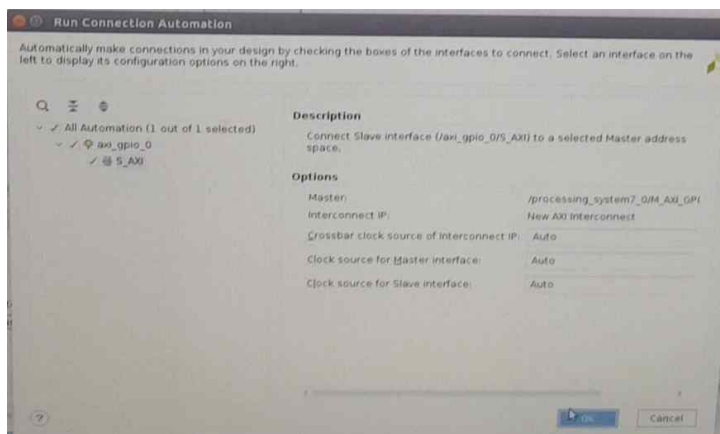 Run Connection Automation
Automatically make connections in your design by checking the boxes of the interfaces to connect. Select an interface on the
left to display its configuration options on the right.
All Automation (1 out of 1 selected)
axi_gpio_0
S_AXI
Description
Connect Slave interface (/axi_gpio_0/S_AXI) to a selected Master address
space.
Options
Master: /processing_system7_0/M_AXI_GP(
Interconnect IP: New AXI Interconnect
Crossbar clock source of Interconnect IP: Auto
Clock source for Master interface: Auto
Clock source for Slave interface: Auto
?
OK Cancel